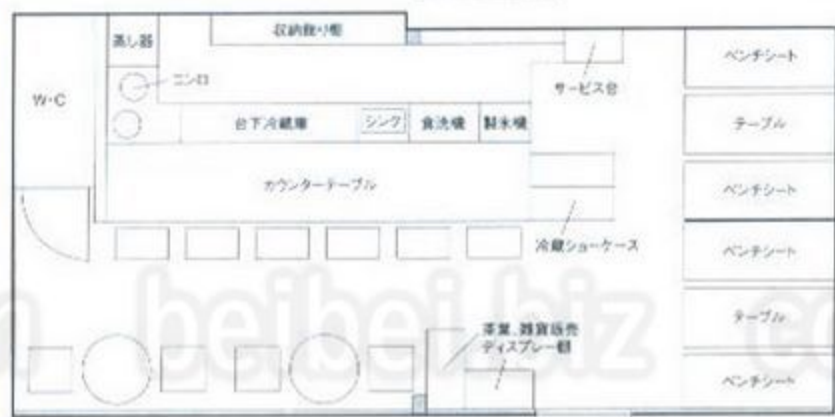 収納飾り棚
蒸し器
コンロ
W・C
サービス台
ベンチシート
テーブル
ベンチシート
台下冷蔵庫
シンク
食洗機
製氷機
カウンターテーブル
冷蔵ショーケース
ベンチシート
茶葉、雑貨販売
ディスプレー棚
テーブル
ベンチシート
beibei.biz